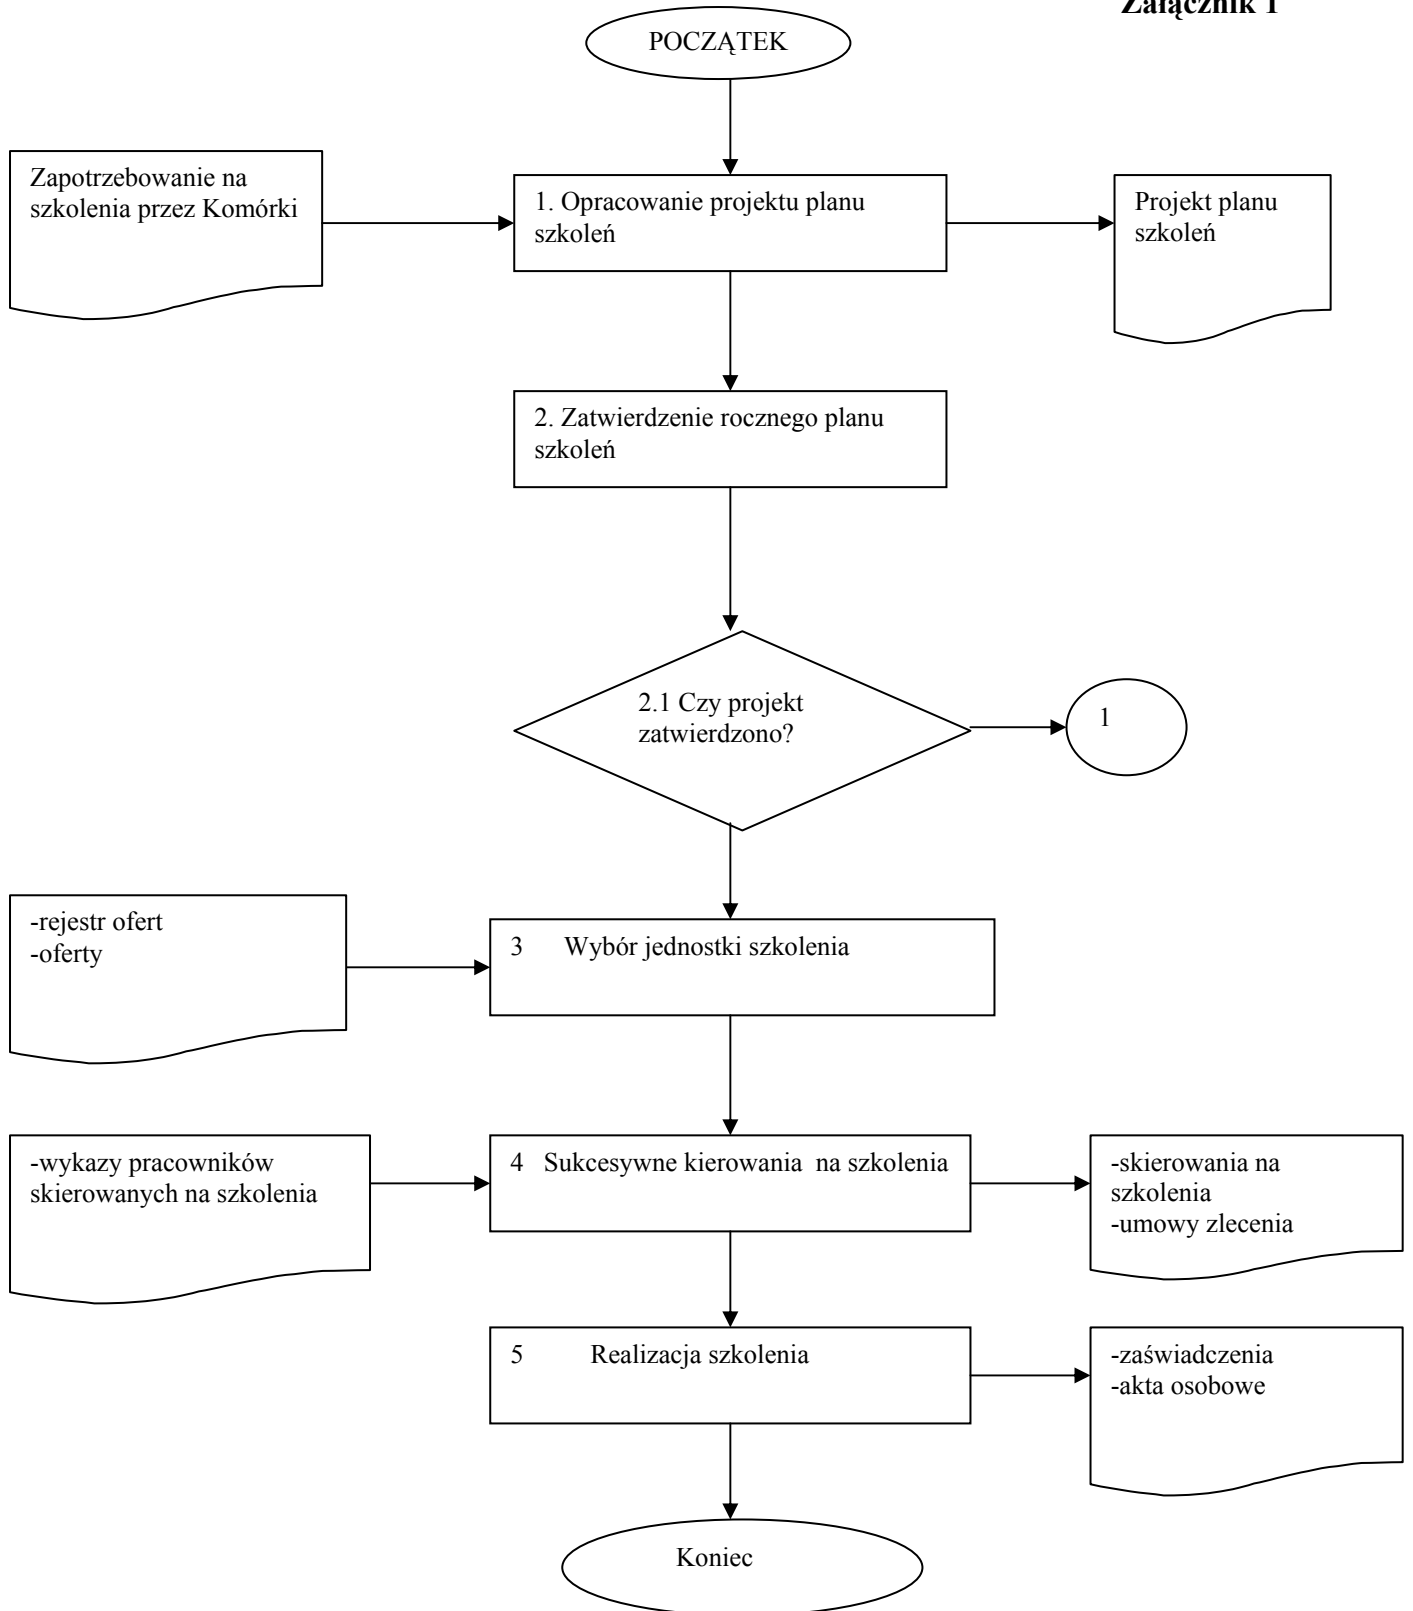 Załącznik 1
POCZĄTEK
Zapotrzebowanie na
szkolenia przez Komórki
1. Opracowanie projektu planu
szkoleń
Projekt planu
szkoleń
2. Zatwierdzenie rocznego planu
szkoleń
2.1 Czy projekt
zatwierdzono?
1
-rejestr ofert
-oferty
3 Wybór jednostki szkolenia
-wykazy pracowników
skierowanych na szkolenia
4 Sukcesywne kierowania na szkolenia
-skierowania na
szkolenia
-umowy zlecenia
5 Realizacja szkolenia
-zaświadczenia
-akta osobowe
Koniec